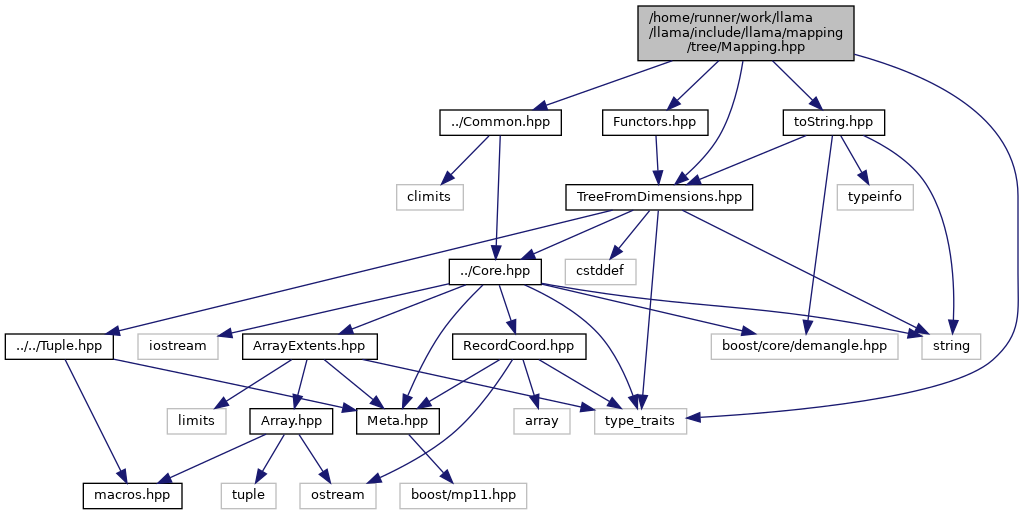 /home/runner/work/llama
/llama/include/llama/mapping
/tree/Mapping.hpp
../Common.hpp
Functors.hpp
toString.hpp
climits
TreeFromDimensions.hpp
typeinfo
../Core.hpp
cstddef
../../Tuple.hpp
iostream
ArrayExtents.hpp
RecordCoord.hpp
boost/core/demangle.hpp
string
limits
Array.hpp
Meta.hpp
array
type_traits
macros.hpp
tuple
ostream
boost/mp11.hpp